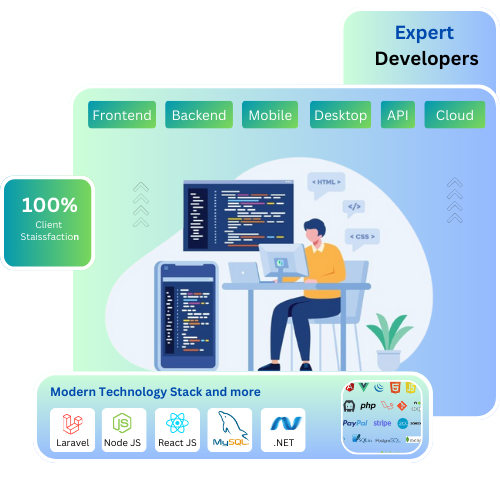 Expert
Developers
Frontend
Backend
Mobile
Desktop
API
Cloud
100%
Client
Staissfaction
< HTML >
</>
< CSS >
Modern Technology Stack and more
Laravel
Node JS
React JS
MySQL
.NET
php
PayPal
stripe
PostgreSQL